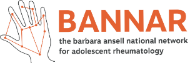 BANNAR
the barbara ansell national network
for adolescent rheumatology